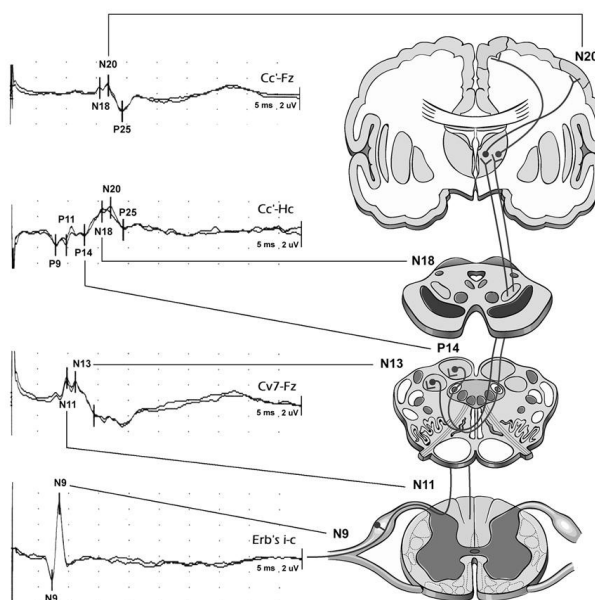 N20
N20
Cc'-Fz
N18
5 ms , 2 uV
P25
N20
P11
P25
Cc'-Hc
N18
5 ms , 2 uV
P9
P14
N18
P14
N13
N13
Cv7-Fz
N11
5 ms , 2 uV
N11
N9
N9
Erb's i-c
5 ms , 2 uV
N9